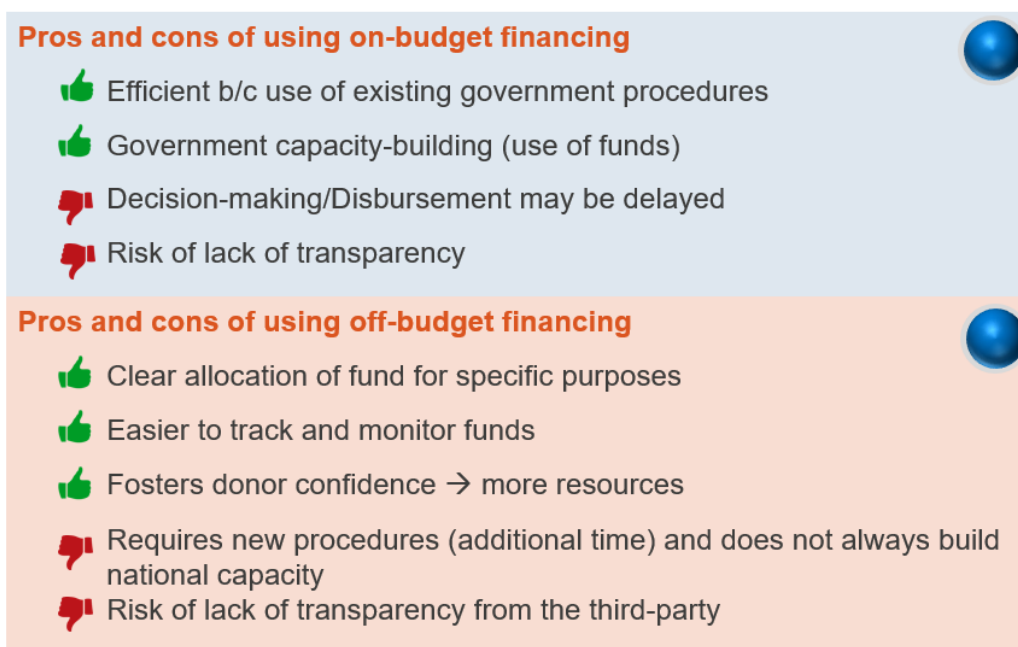 Pros and cons of using on-budget financing
Efficient b/c use of existing government procedures
Government capacity-building (use of funds)
Decision-making/Disbursement may be delayed
Risk of lack of transparency
Pros and cons of using off-budget financing
Clear allocation of fund for specific purposes
Easier to track and monitor funds
Fosters donor confidence → more resources
Requires new procedures (additional time) and does not always build
national capacity
Risk of lack of transparency from the third-party